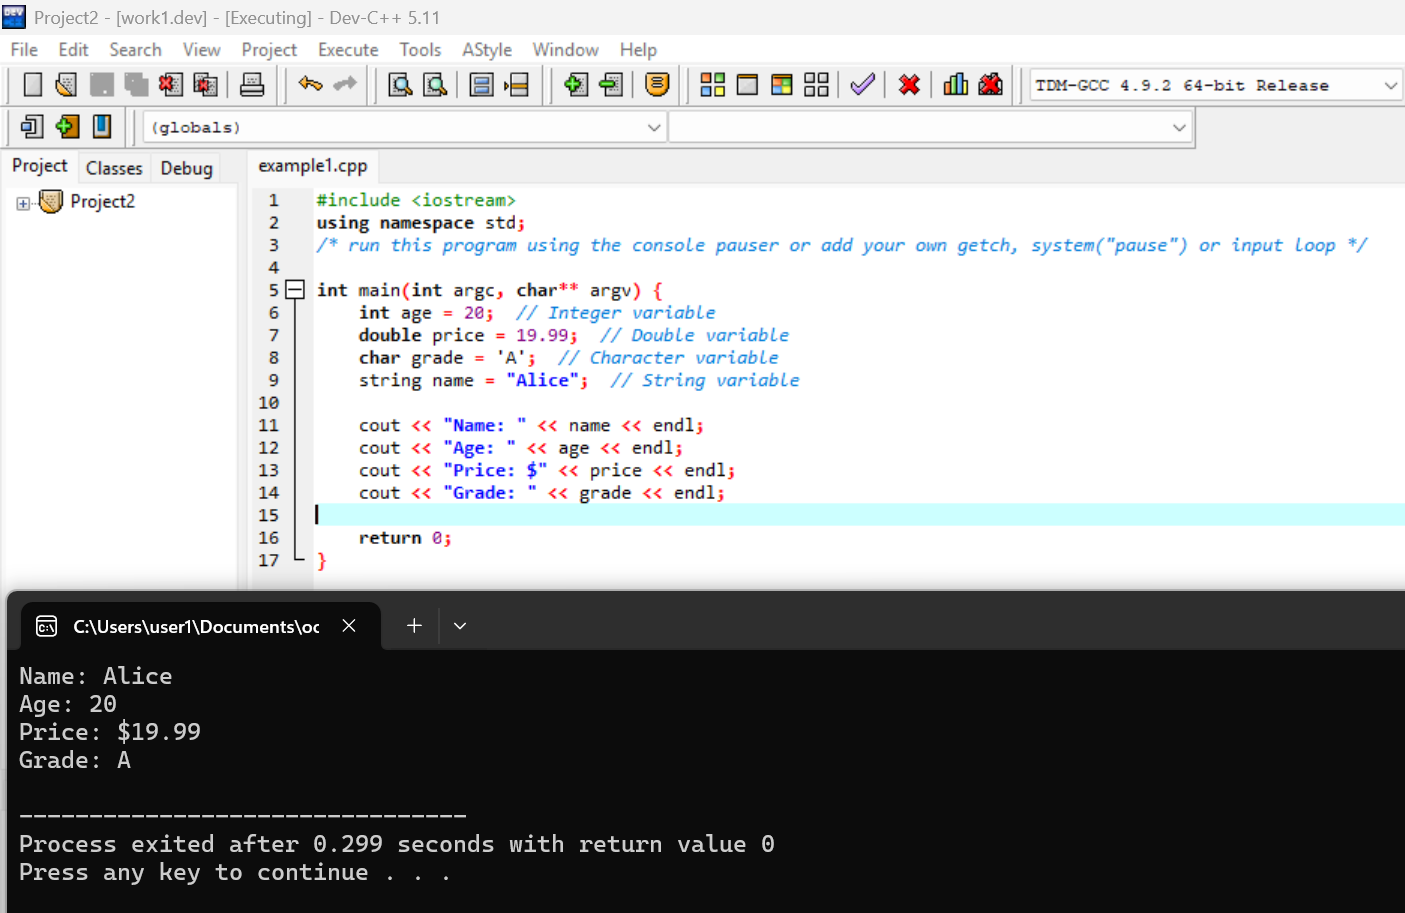 Project2 - [work1.dev] - [Executing] - Dev-C++ 5.11
File Edit Search View Project Execute Tools AStyle Window Help
TDM-GCC 4.9.2 64-bit Release
(globals)
Project Classes Debug
example1.cpp
Project2
1 #include <iostream>
2 using namespace std;
3 /* run this program using the console pauser or add your own getch, system("pause") or input loop */
4
5 int main(int argc, char** argv) {
6     int age = 20;  // Integer variable
7     double price = 19.99;  // Double variable
8     char grade = 'A';  // Character variable
9     string name = "Alice";  // String variable
10
11     cout << "Name: " << name << endl;
12     cout << "Age: " << age << endl;
13     cout << "Price: $" << price << endl;
14     cout << "Grade: " << grade << endl;
15
16     return 0;
17 }
C:\Users\user1\Documents\oc
Name: Alice
Age: 20
Price: $19.99
Grade: A
--------------------------------
Process exited after 0.299 seconds with return value 0
Press any key to continue . . .